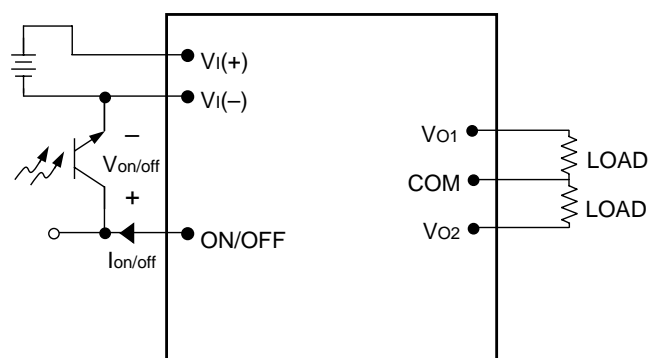 VI(+)
VI(–)
–
Von/off
+
ON/OFF
Ion/off
VO1
LOAD
COM
LOAD
VO2